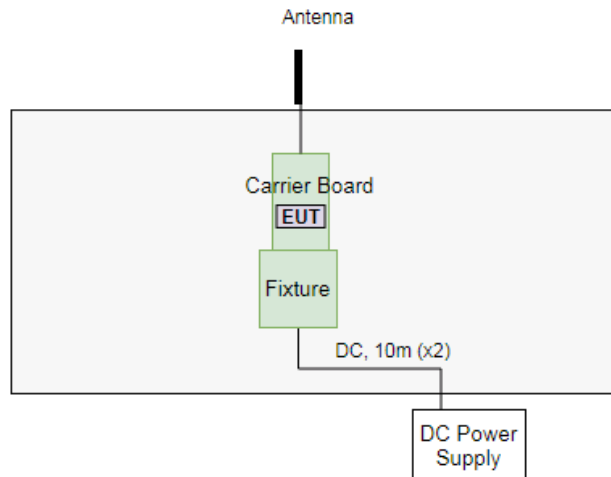 Antenna
Carrier Board
EUT
Fixture
DC, 10m (x2)
DC Power
Supply